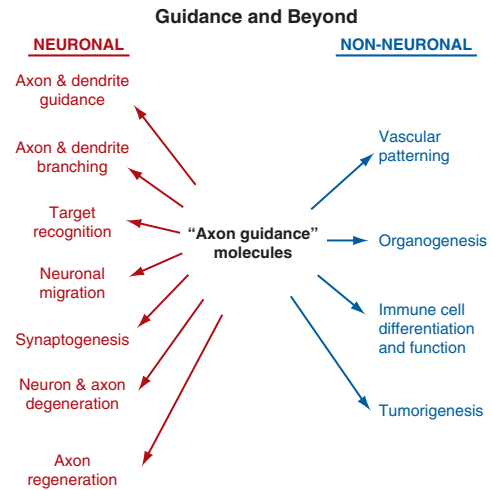 Guidance and Beyond
NEURONAL
Axon & dendrite
guidance
Axon & dendrite
branching
Target
recognition
Neuronal
migration
Synaptogenesis
Neuron & axon
degeneration
Axon
regeneration
“Axon guidance”
molecules
NON-NEURONAL
Vascular
patterning
Organogenesis
Immune cell
differentiation
and function
Tumorigenesis